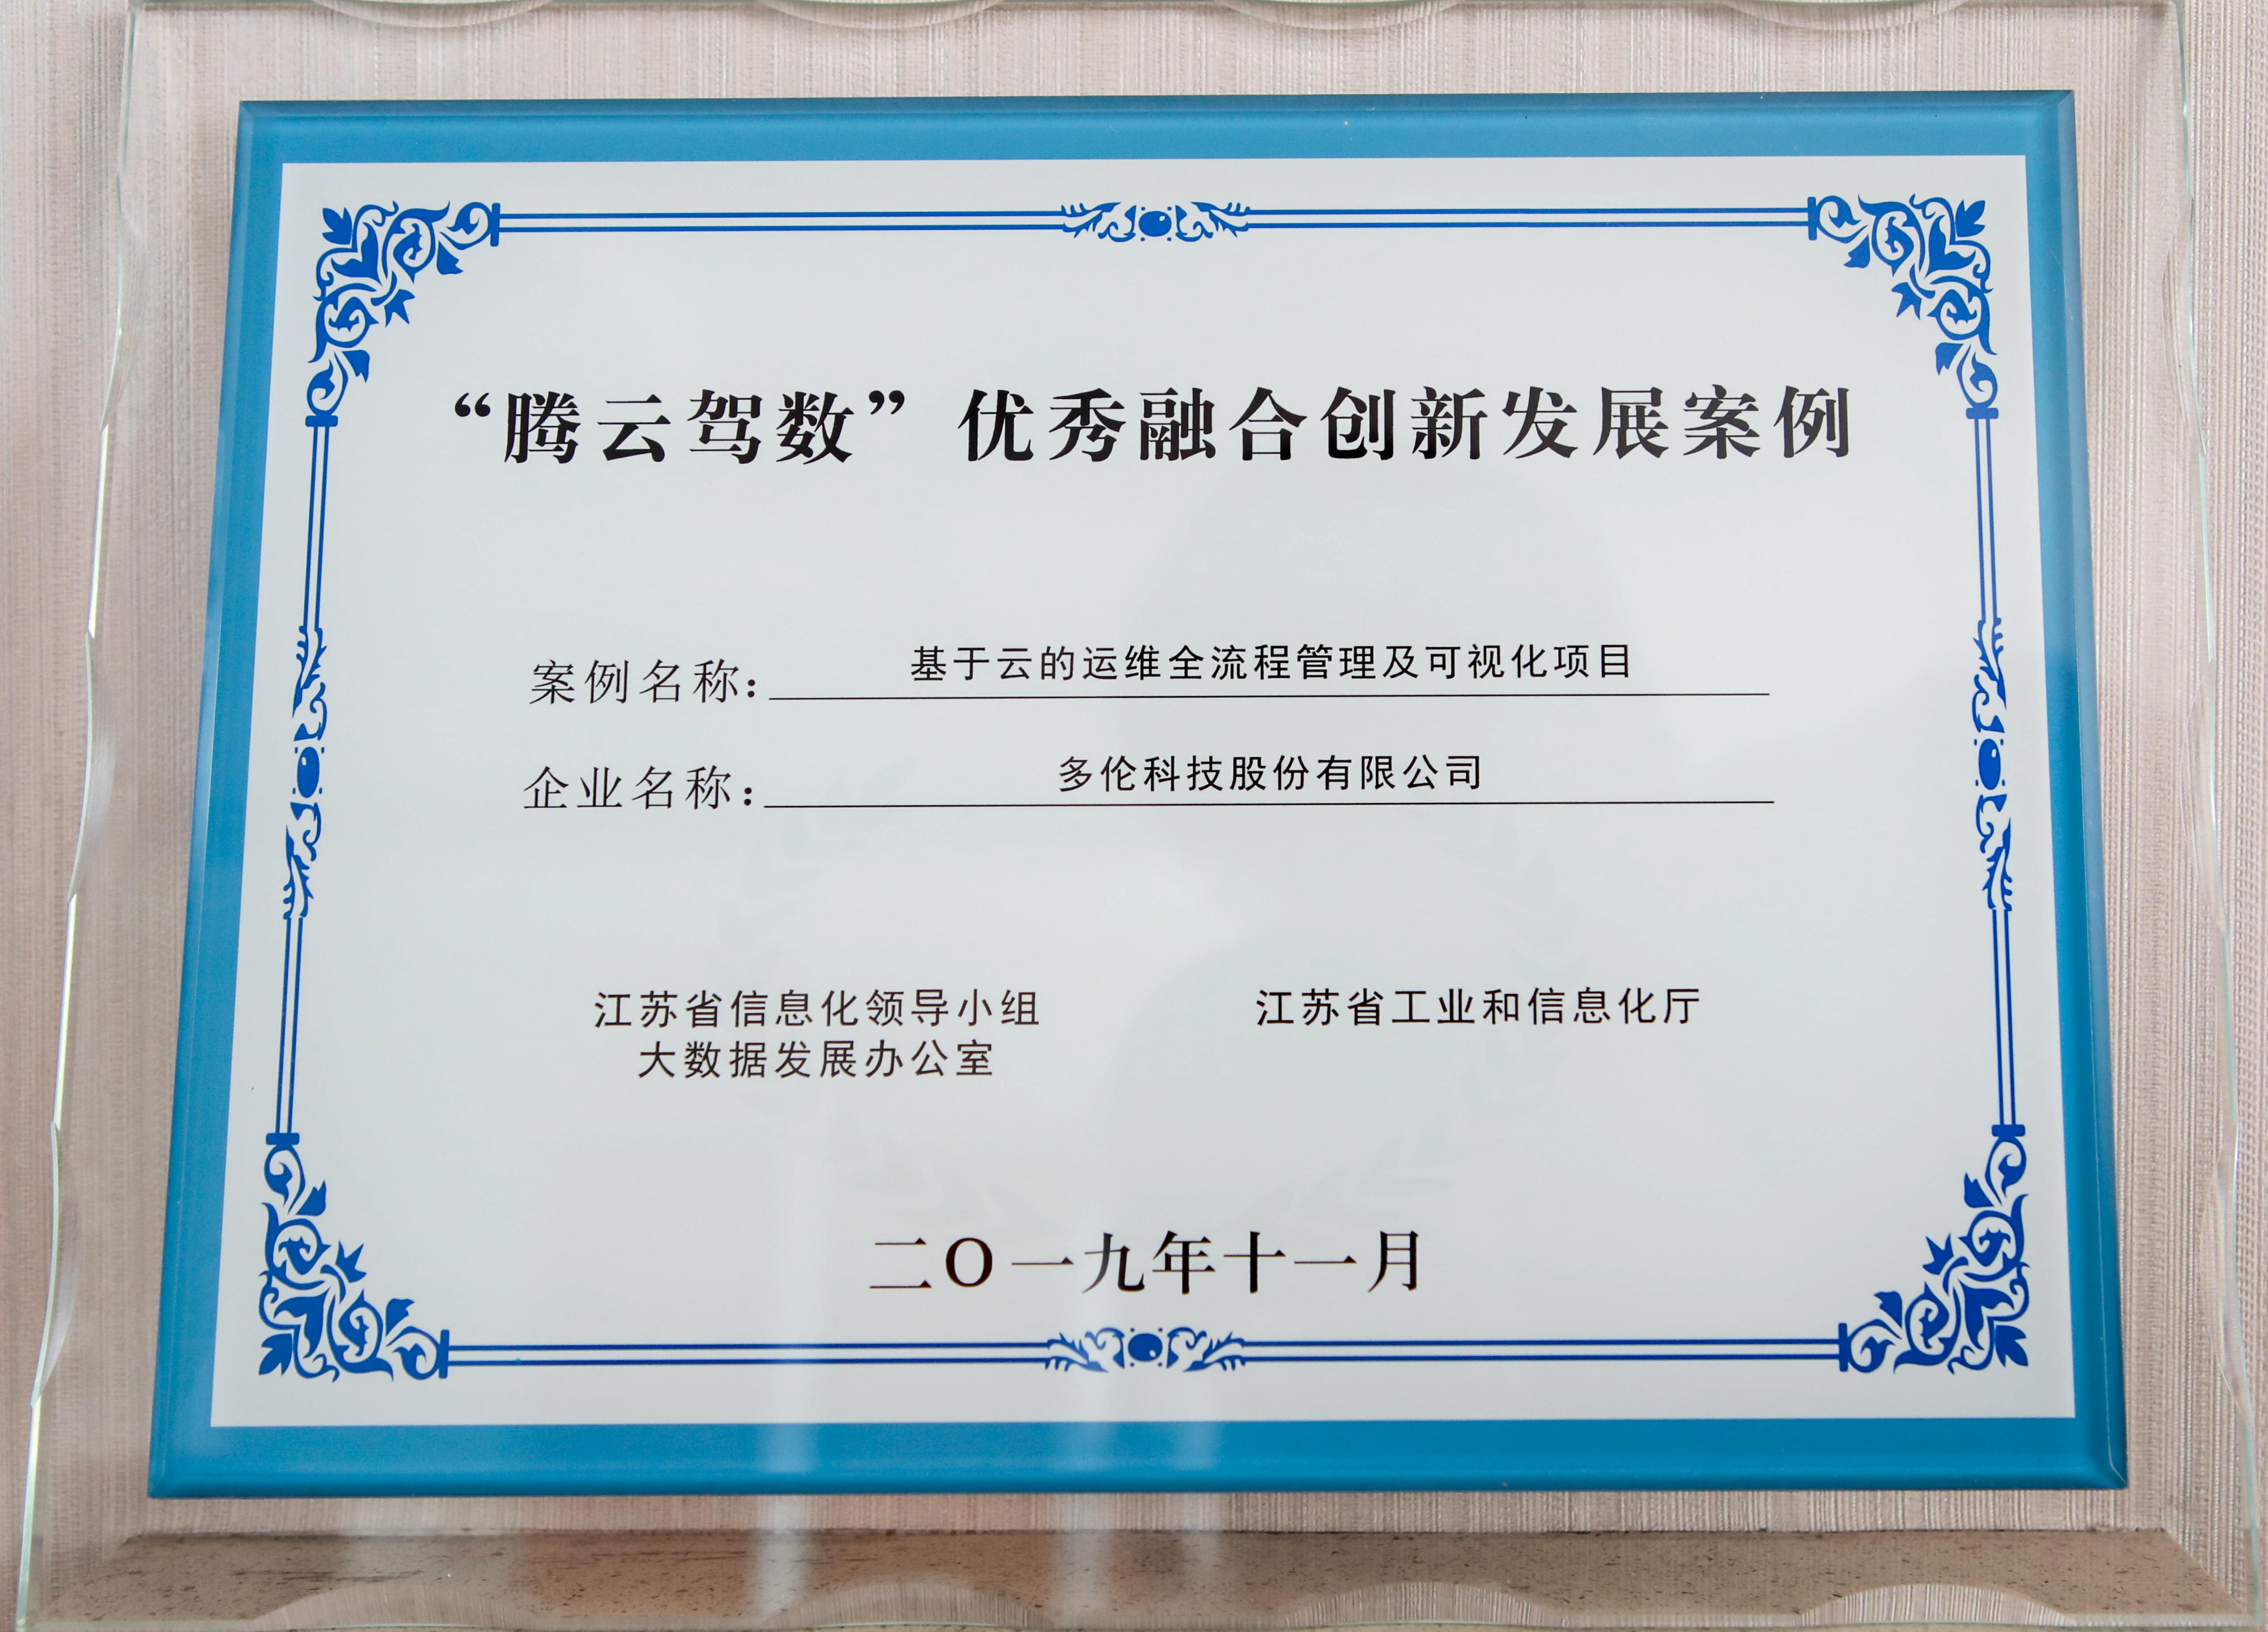 “腾云驾数”优秀融合创新发展案例
案例名称：基于云的运维全流程管理及可视化项目
企业名称：多伦科技股份有限公司
江苏省信息化领导小组
大数据发展办公室
江苏省工业和信息化厅
二O一九年十一月